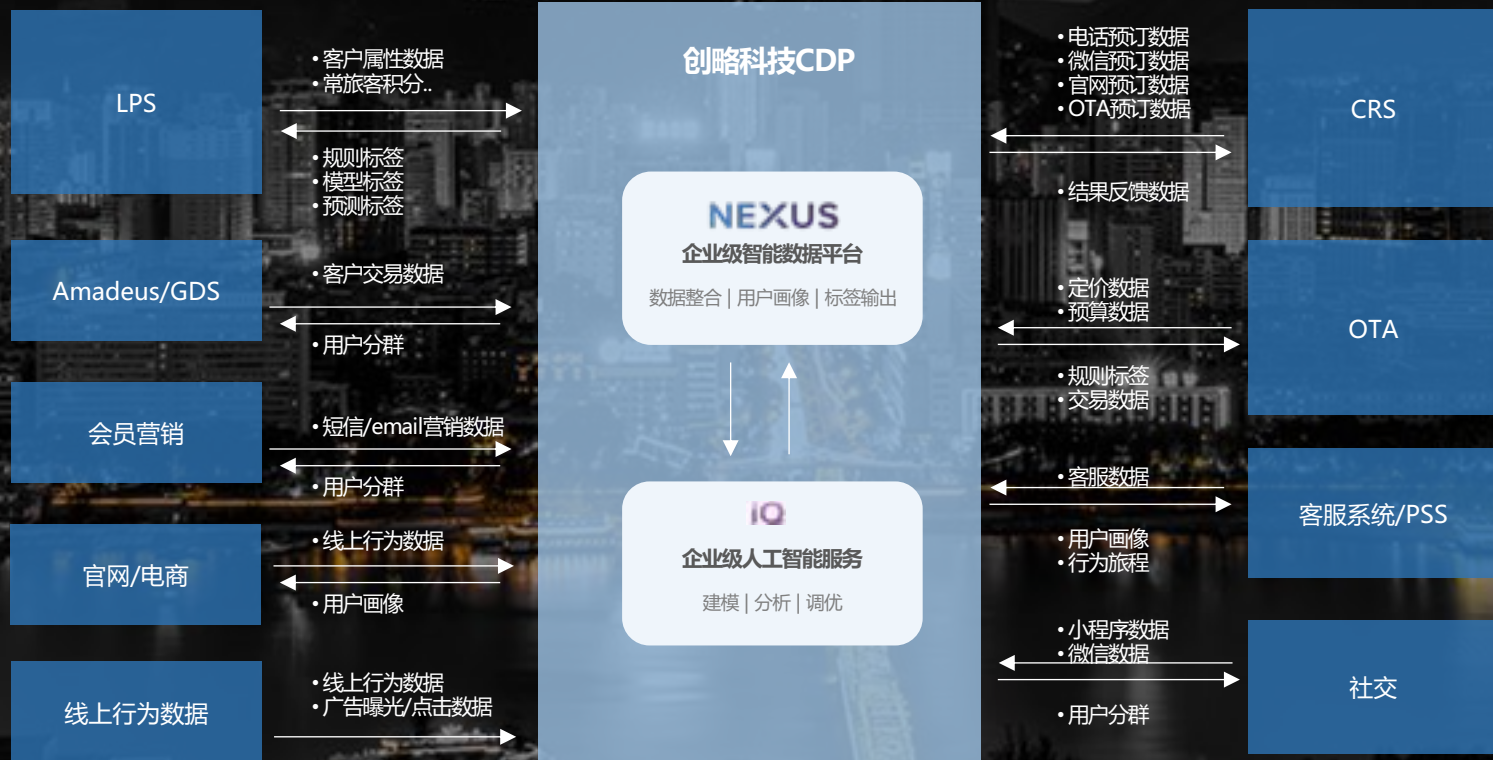 LPS
• 客户属性数据
• 常旅客积分..
• 规则标签
• 模型标签
• 预测标签
Amadeus/GDS
• 客户交易数据
• 用户分群
会员营销
• 短信/email营销数据
• 用户分群
官网/电商
• 线上行为数据
• 用户画像
线上行为数据
• 线上行为数据
• 广告曝光/点击数据
创略科技CDP
NEXUS
企业级智能数据平台
数据整合 | 用户画像 | 标签输出
iQ
企业级人工智能服务
建模 | 分析 | 调优
• 电话预订数据
• 微信预订数据
• 官网预订数据
• OTA预订数据
• 结果反馈数据
CRS
• 定价数据
• 预算数据
• 规则标签
• 交易数据
OTA
• 客服数据
• 用户画像
• 行为旅程
客服系统/PSS
• 小程序数据
• 微信数据
• 用户分群
社交